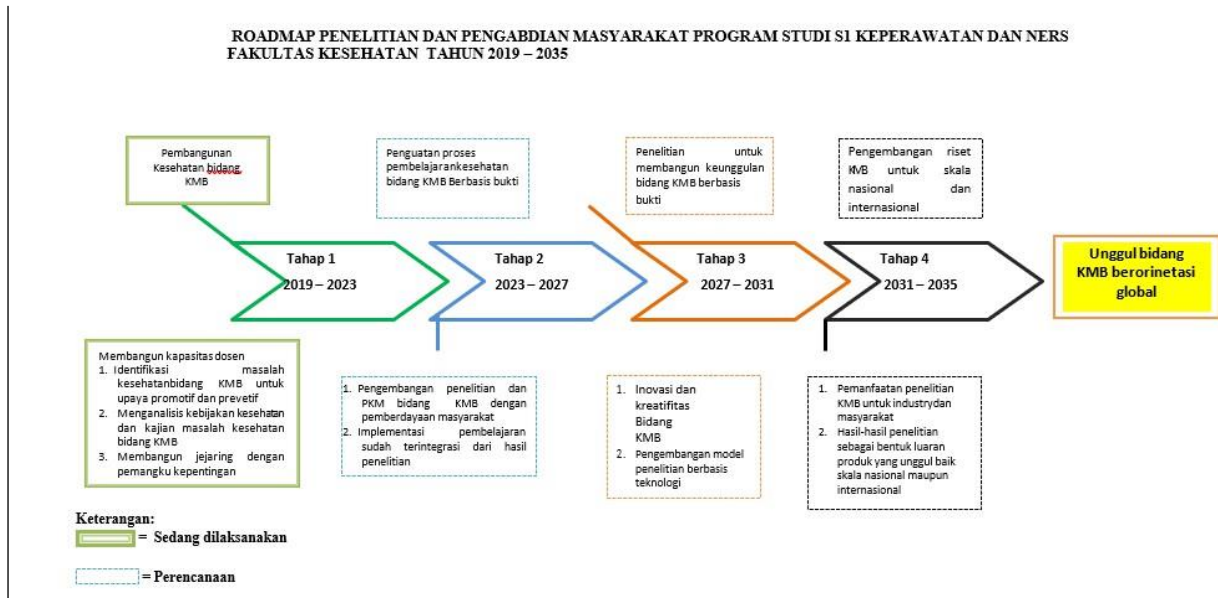 ROADMAP PENELITIAN DAN PENGABDIAN MASYARAKAT PROGRAM STUDI S1 KEPERAWATAN DAN NERS
FAKULTAS KESEHATAN TAHUN 2019 – 2035
Pembangunan
Kesehatan bidang
KMB
Penguatan proses
pembelajarankesehatan
bidang KMB Berbasis bukti
Penelitian untuk
membangun keunggulan
bidang KMB berbasis
bukti
Pengembangan riset
KMB untuk skala
nasional dan
internasional
Tahap 1
2019 – 2023
Tahap 2
2023 – 2027
Tahap 3
2027 – 2031
Tahap 4
2031 – 2035
Unggul bidang
KMB berorinetasi
global
Membangun kapasitas dosen
1. Identifikasi masalah
kesehatanbidang KMB untuk
upaya promotif dan prevetif
2. Menganalisis kebijakan kesehatan
dan kajian masalah kesehatan
bidang KMB
3. Membangun jejaring dengan
pemangku kepentingan
1. Pengembangan penelitian dan
PKM bidang KMB dengan
pemberdayaan masyarakat
2. Implementasi pembelajaran
sudah terintegrasi dari hasil
penelitian
1. Inovasi dan
kreatifitas
Bidang
KMB
2. Pengembangan model
penelitian berbasis
teknologi
1. Pemanfaatan penelitian
KMB untuk industrydan
masyarakat
2. Hasil-hasil penelitian
sebagai bentuk luaran
produk yang unggul baik
skala nasional maupun
internasional
Keterangan:
= Sedang dilaksanakan
= Perencanaan